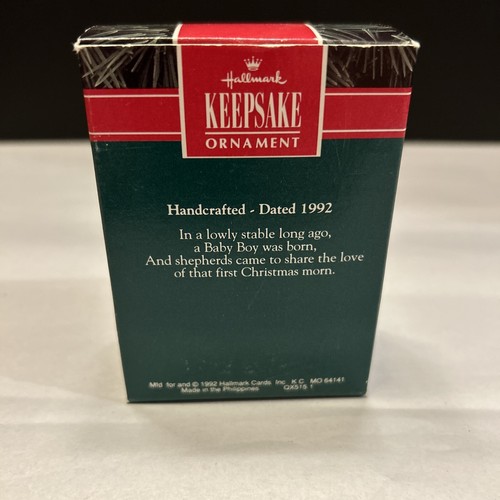 Hallmark
KEEPSAKE
ORNAMENT
Handcrafted - Dated 1992
In a lowly stable long ago,
a Baby Boy was born,
And shepherds came to share the love
of that first Christmas morn.
Mfd for and © 1992 Hallmark Cards Inc K C MO 64141
Made in the Philippines QX515 1